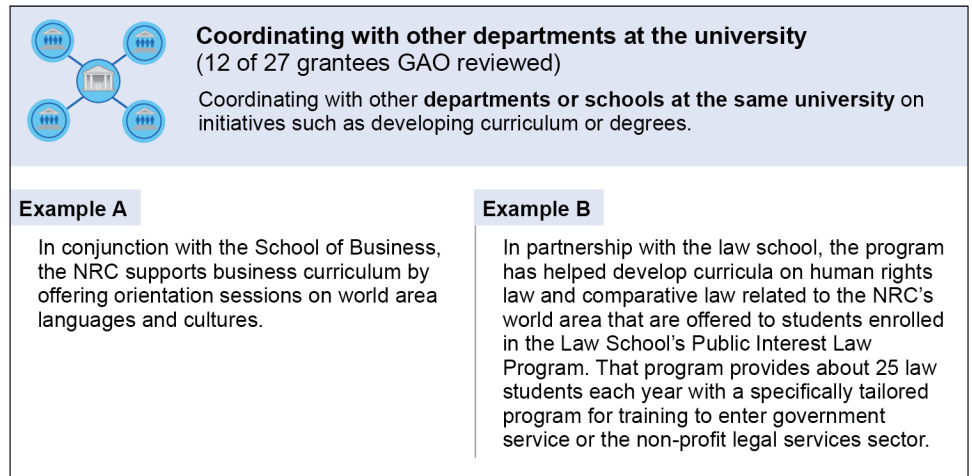 Coordinating with other departments at the university
(12 of 27 grantees GAO reviewed)
Coordinating with other departments or schools at the same university on
initiatives such as developing curriculum or degrees.
Example A
In conjunction with the School of Business,
the NRC supports business curriculum by
offering orientation sessions on world area
languages and cultures.
Example B
In partnership with the law school, the program
has helped develop curricula on human rights
law and comparative law related to the NRC’s
world area that are offered to students enrolled
in the Law School’s Public Interest Law
Program. That program provides about 25 law
students each year with a specifically tailored
program for training to enter government
service or the non-profit legal services sector.